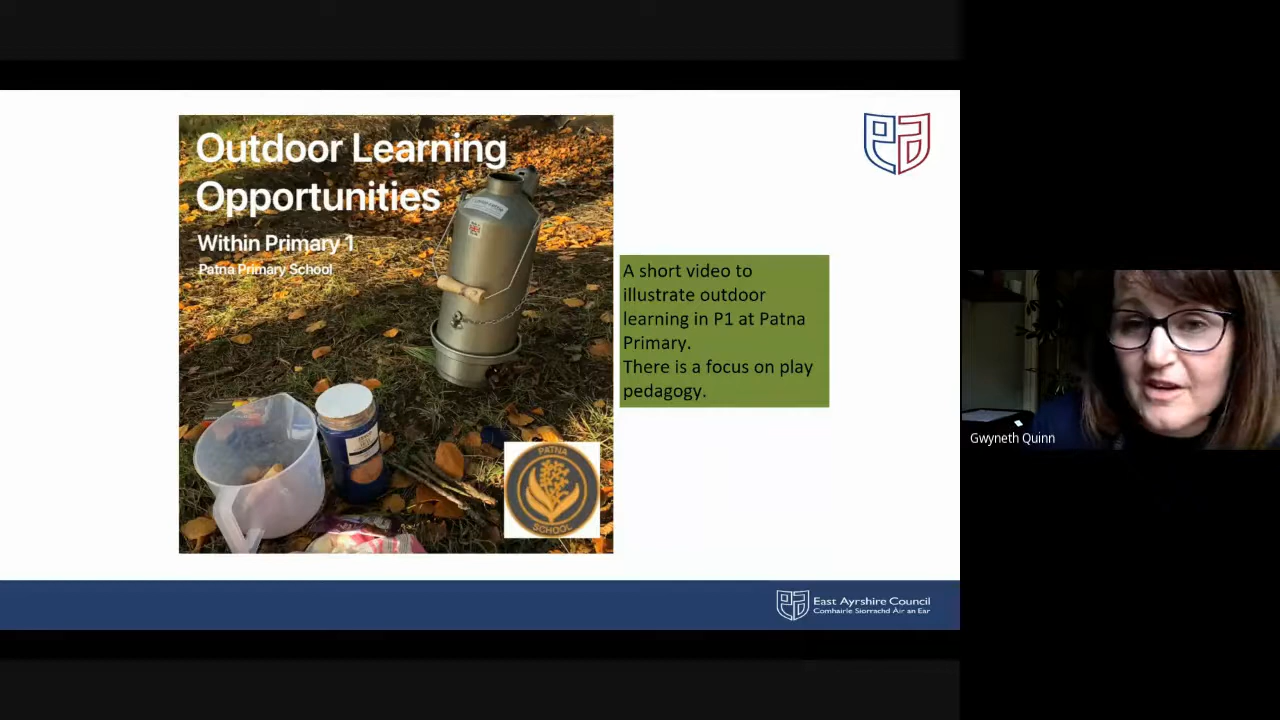 Outdoor Learning
Opportunities
Within Primary 1
Patna Primary School
PATNA
SCHOOL
A short video to
illustrate outdoor
learning in P1 at Patna
Primary.
There is a focus on play
pedagogy.
East Ayrshire Council
Comhairle Siorrachd Àir an Ear
Gwyneth Quinn